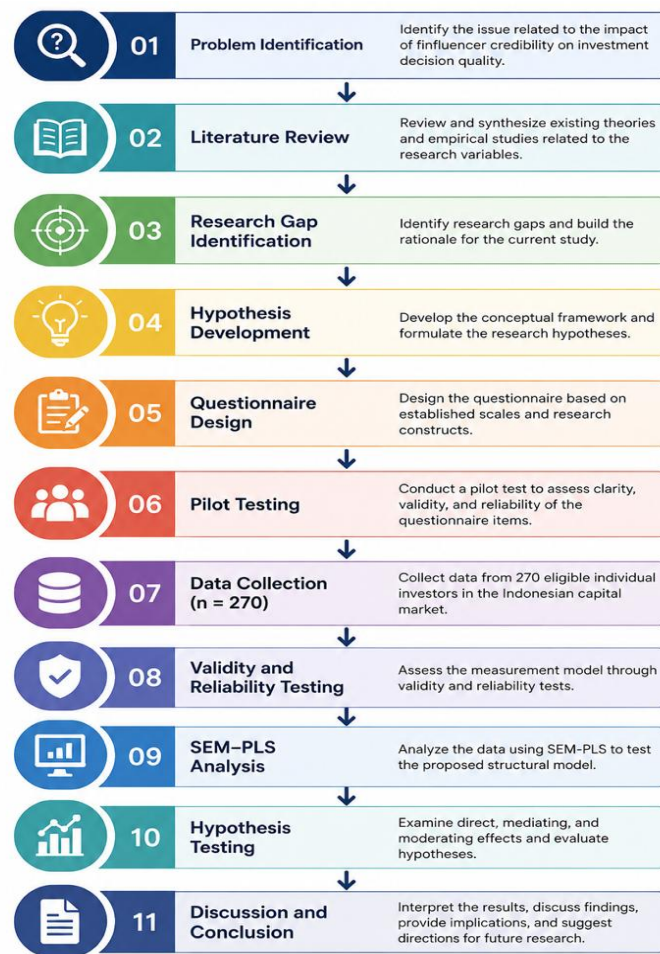 01
Problem Identification
Identify the issue related to the impact
of finfluencer credibility on investment
decision quality.
02
Literature Review
Review and synthesize existing theories
and empirical studies related to the
research variables.
03
Research Gap
Identification
Identify research gaps and build the
rationale for the current study.
04
Hypothesis
Development
Develop the conceptual framework and
formulate the research hypotheses.
05
Questionnaire
Design
Design the questionnaire based on
established scales and research
constructs.
06
Pilot Testing
Conduct a pilot test to assess clarity,
validity, and reliability of the
questionnaire items.
07
Data Collection
(n = 270)
Collect data from 270 eligible individual
investors in the Indonesian capital
market.
08
Validity and
Reliability Testing
Assess the measurement model through
validity and reliability tests.
09
SEM–PLS
Analysis
Analyze the data using SEM-PLS to test
the proposed structural model.
10
Hypothesis
Testing
Examine direct, mediating, and
moderating effects and evaluate
hypotheses.
11
Discussion and
Conclusion
Interpret the results, discuss findings,
provide implications, and suggest
directions for future research.